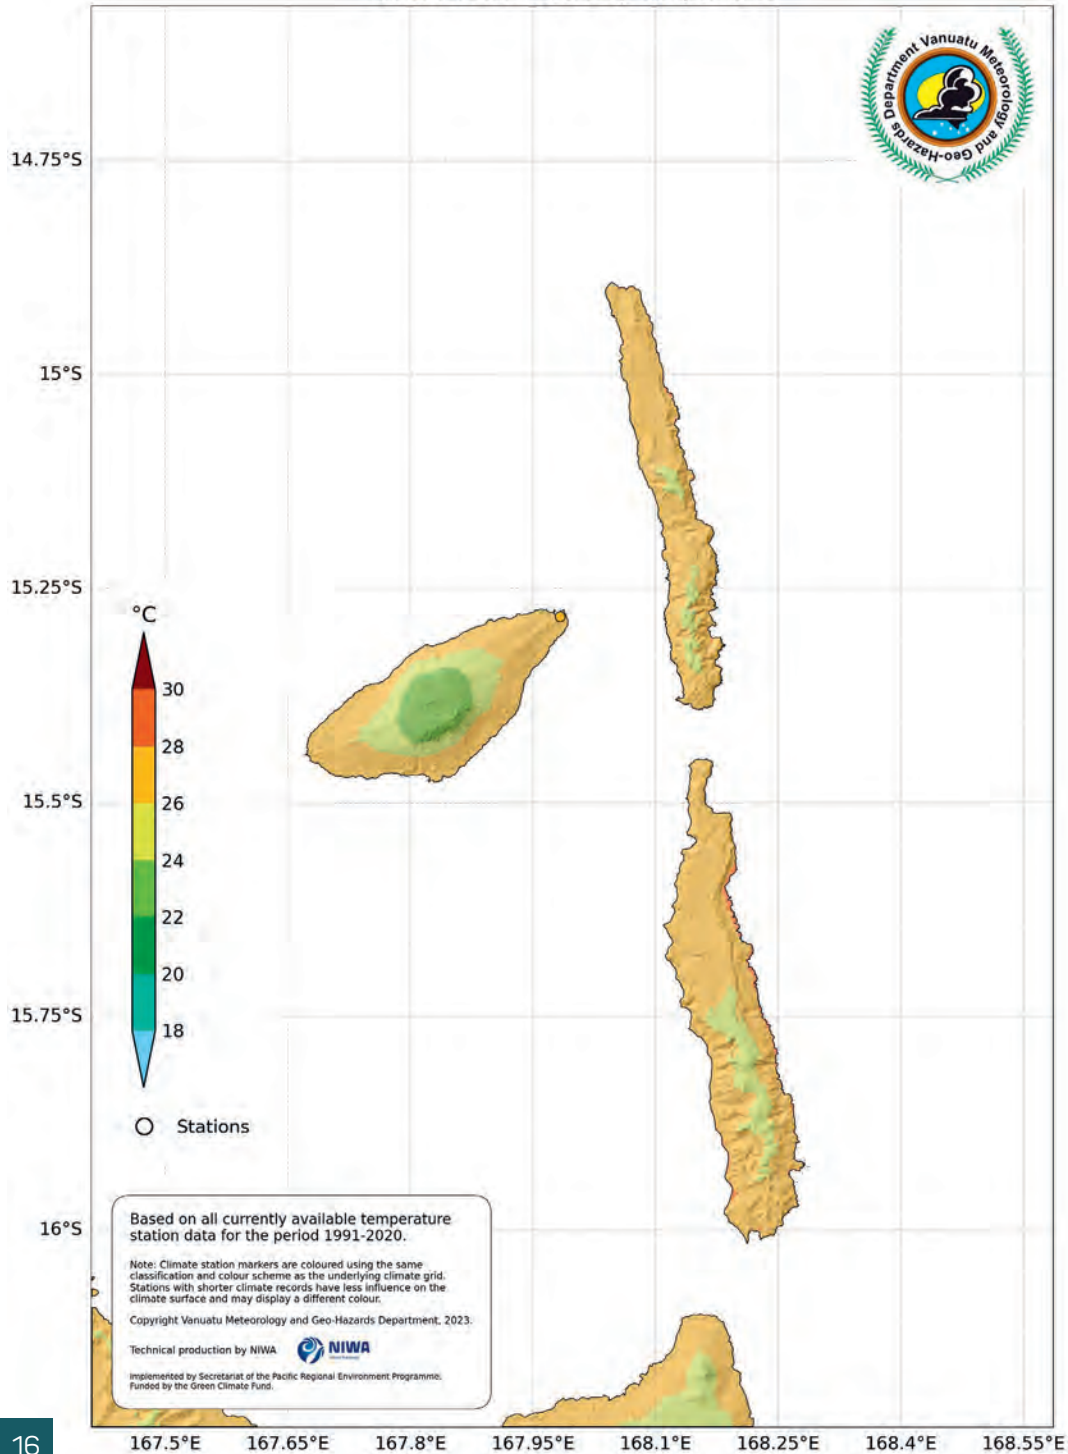 Department Vanuatu Meteorology and Geo-Hazards
14.75°S
15°S
15.25°S
15.5°S
15.75°S
16°S
°C
30
28
26
24
22
20
18
Stations
Based on all currently available temperature
station data for the period 1991-2020.
Note: Climate station markers are coloured using the same
classification and colour scheme as the underlying climate grid.
Stations with shorter climate records have less influence on the
climate surface and may display a different colour.
Copyright Vanuatu Meteorology and Geo-Hazards Department, 2023.
Technical production by NIWA
NIWA
Implemented by Secretariat of the Pacific Regional Environment Programme.
Funded by the Green Climate Fund.
16
167.5°E
167.65°E
167.8°E
167.95°E
168.1°E
168.25°E
168.4°E
168.55°E